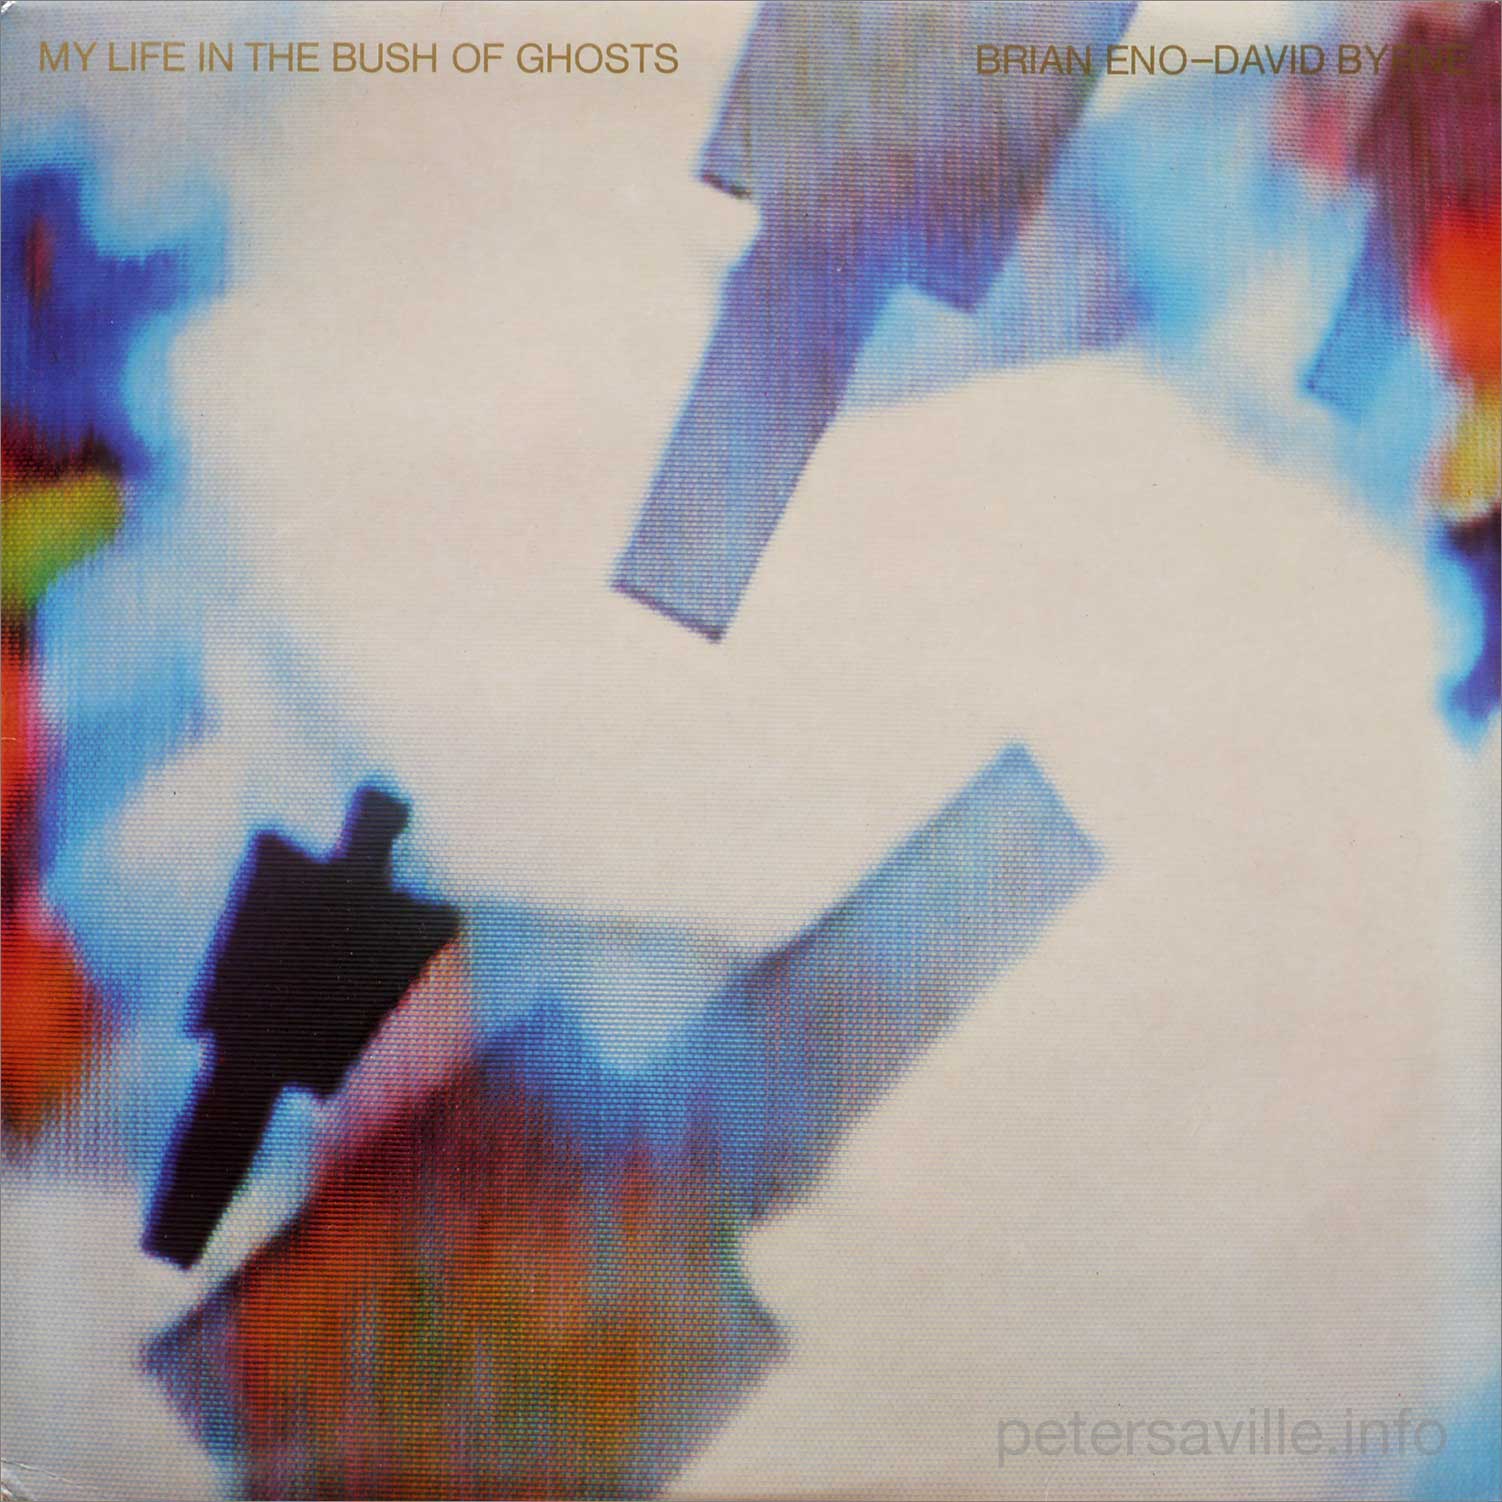 MY LIFE IN THE BUSH OF GHOSTS
BRIAN ENO–DAVID BYRNE
petersaville.info